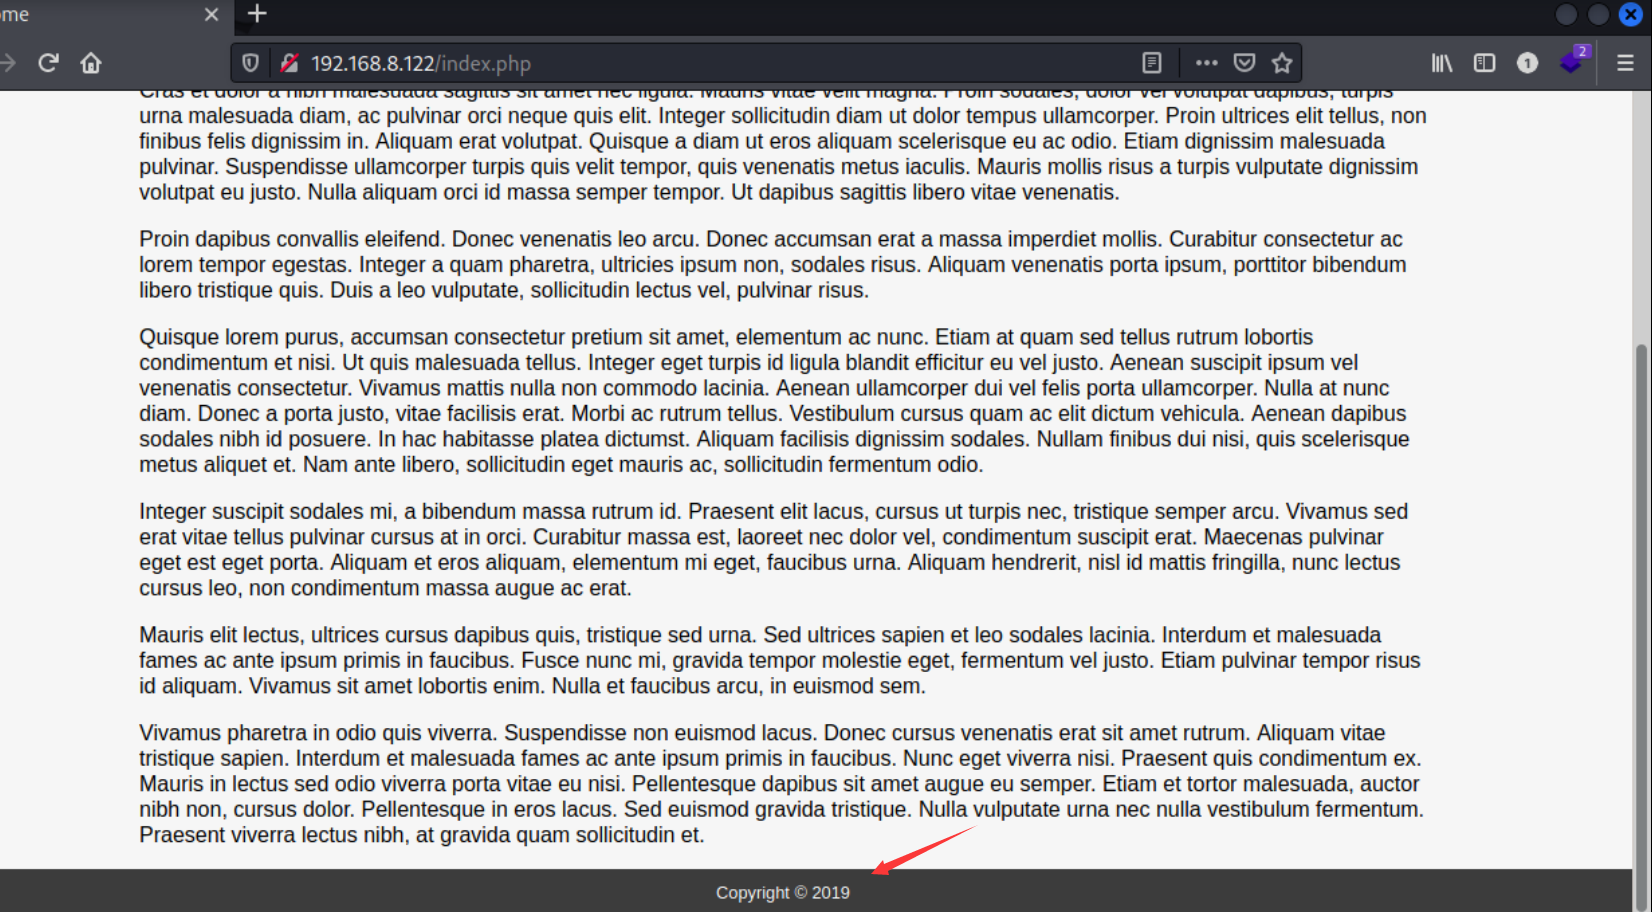 ome
192.168.8.122/index.php
1
2
Cras et dolor a nibh malesuada sagittis sit amet nec ligula. Mauris vitae velit magna. Proin sodales, dolor vel volutpat dapibus, turpis
urna malesuada diam, ac pulvinar orci neque quis elit. Integer sollicitudin diam ut dolor tempus ullamcorper. Proin ultrices elit tellus, non
finibus felis dignissim in. Aliquam erat volutpat. Quisque a diam ut eros aliquam scelerisque eu ac odio. Etiam dignissim malesuada
pulvinar. Suspendisse ullamcorper turpis quis velit tempor, quis venenatis metus iaculis. Mauris mollis risus a turpis vulputate dignissim
volutpat eu justo. Nulla aliquam orci id massa semper tempor. Ut dapibus sagittis libero vitae venenatis.
Proin dapibus convallis eleifend. Donec venenatis leo arcu. Donec accumsan erat a massa imperdiet mollis. Curabitur consectetur ac
lorem tempor egestas. Integer a quam pharetra, ultricies ipsum non, sodales risus. Aliquam venenatis porta ipsum, porttitor bibendum
libero tristique quis. Duis a leo vulputate, sollicitudin lectus vel, pulvinar risus.
Quisque lorem purus, accumsan consectetur pretium sit amet, elementum ac nunc. Etiam at quam sed tellus rutrum lobortis
condimentum et nisi. Ut quis malesuada tellus. Integer eget turpis id ligula blandit efficitur eu vel justo. Aenean suscipit ipsum vel
venenatis consectetur. Vivamus mattis nulla non commodo lacinia. Aenean ullamcorper dui vel felis porta ullamcorper. Nulla at nunc
diam. Donec a porta justo, vitae facilisis erat. Morbi ac rutrum tellus. Vestibulum cursus quam ac elit dictum vehicula. Aenean dapibus
sodales nibh id posuere. In hac habitasse platea dictumst. Aliquam facilisis dignissim sodales. Nullam finibus dui nisi, quis scelerisque
metus aliquet et. Nam ante libero, sollicitudin eget mauris ac, sollicitudin fermentum odio.
Integer suscipit sodales mi, a bibendum massa rutrum id. Praesent elit lacus, cursus ut turpis nec, tristique semper arcu. Vivamus sed
erat vitae tellus pulvinar cursus at in orci. Curabitur massa est, laoreet nec dolor vel, condimentum suscipit erat. Maecenas pulvinar
eget est eget porta. Aliquam et eros aliquam, elementum mi eget, faucibus urna. Aliquam hendrerit, nisl id mattis fringilla, nunc lectus
cursus leo, non condimentum massa augue ac erat.
Mauris elit lectus, ultrices cursus dapibus quis, tristique sed urna. Sed ultrices sapien et leo sodales lacinia. Interdum et malesuada
fames ac ante ipsum primis in faucibus. Fusce nunc mi, gravida tempor molestie eget, fermentum vel justo. Etiam pulvinar tempor risus
id aliquam. Vivamus sit amet lobortis enim. Nulla et faucibus arcu, in euismod sem.
Vivamus pharetra in odio quis viverra. Suspendisse non euismod lacus. Donec cursus venenatis erat sit amet rutrum. Aliquam vitae
tristique sapien. Interdum et malesuada fames ac ante ipsum primis in faucibus. Nunc eget viverra nisi. Praesent quis condimentum ex.
Mauris in lectus sed odio viverra porta vitae eu nisi. Pellentesque dapibus sit amet augue eu semper. Etiam et tortor malesuada, auctor
nibh non, cursus dolor. Pellentesque in eros lacus. Sed euismod gravida tristique. Nulla vulputate urna nec nulla vestibulum fermentum.
Praesent viverra lectus nibh, at gravida quam sollicitudin et.
Copyright © 2019